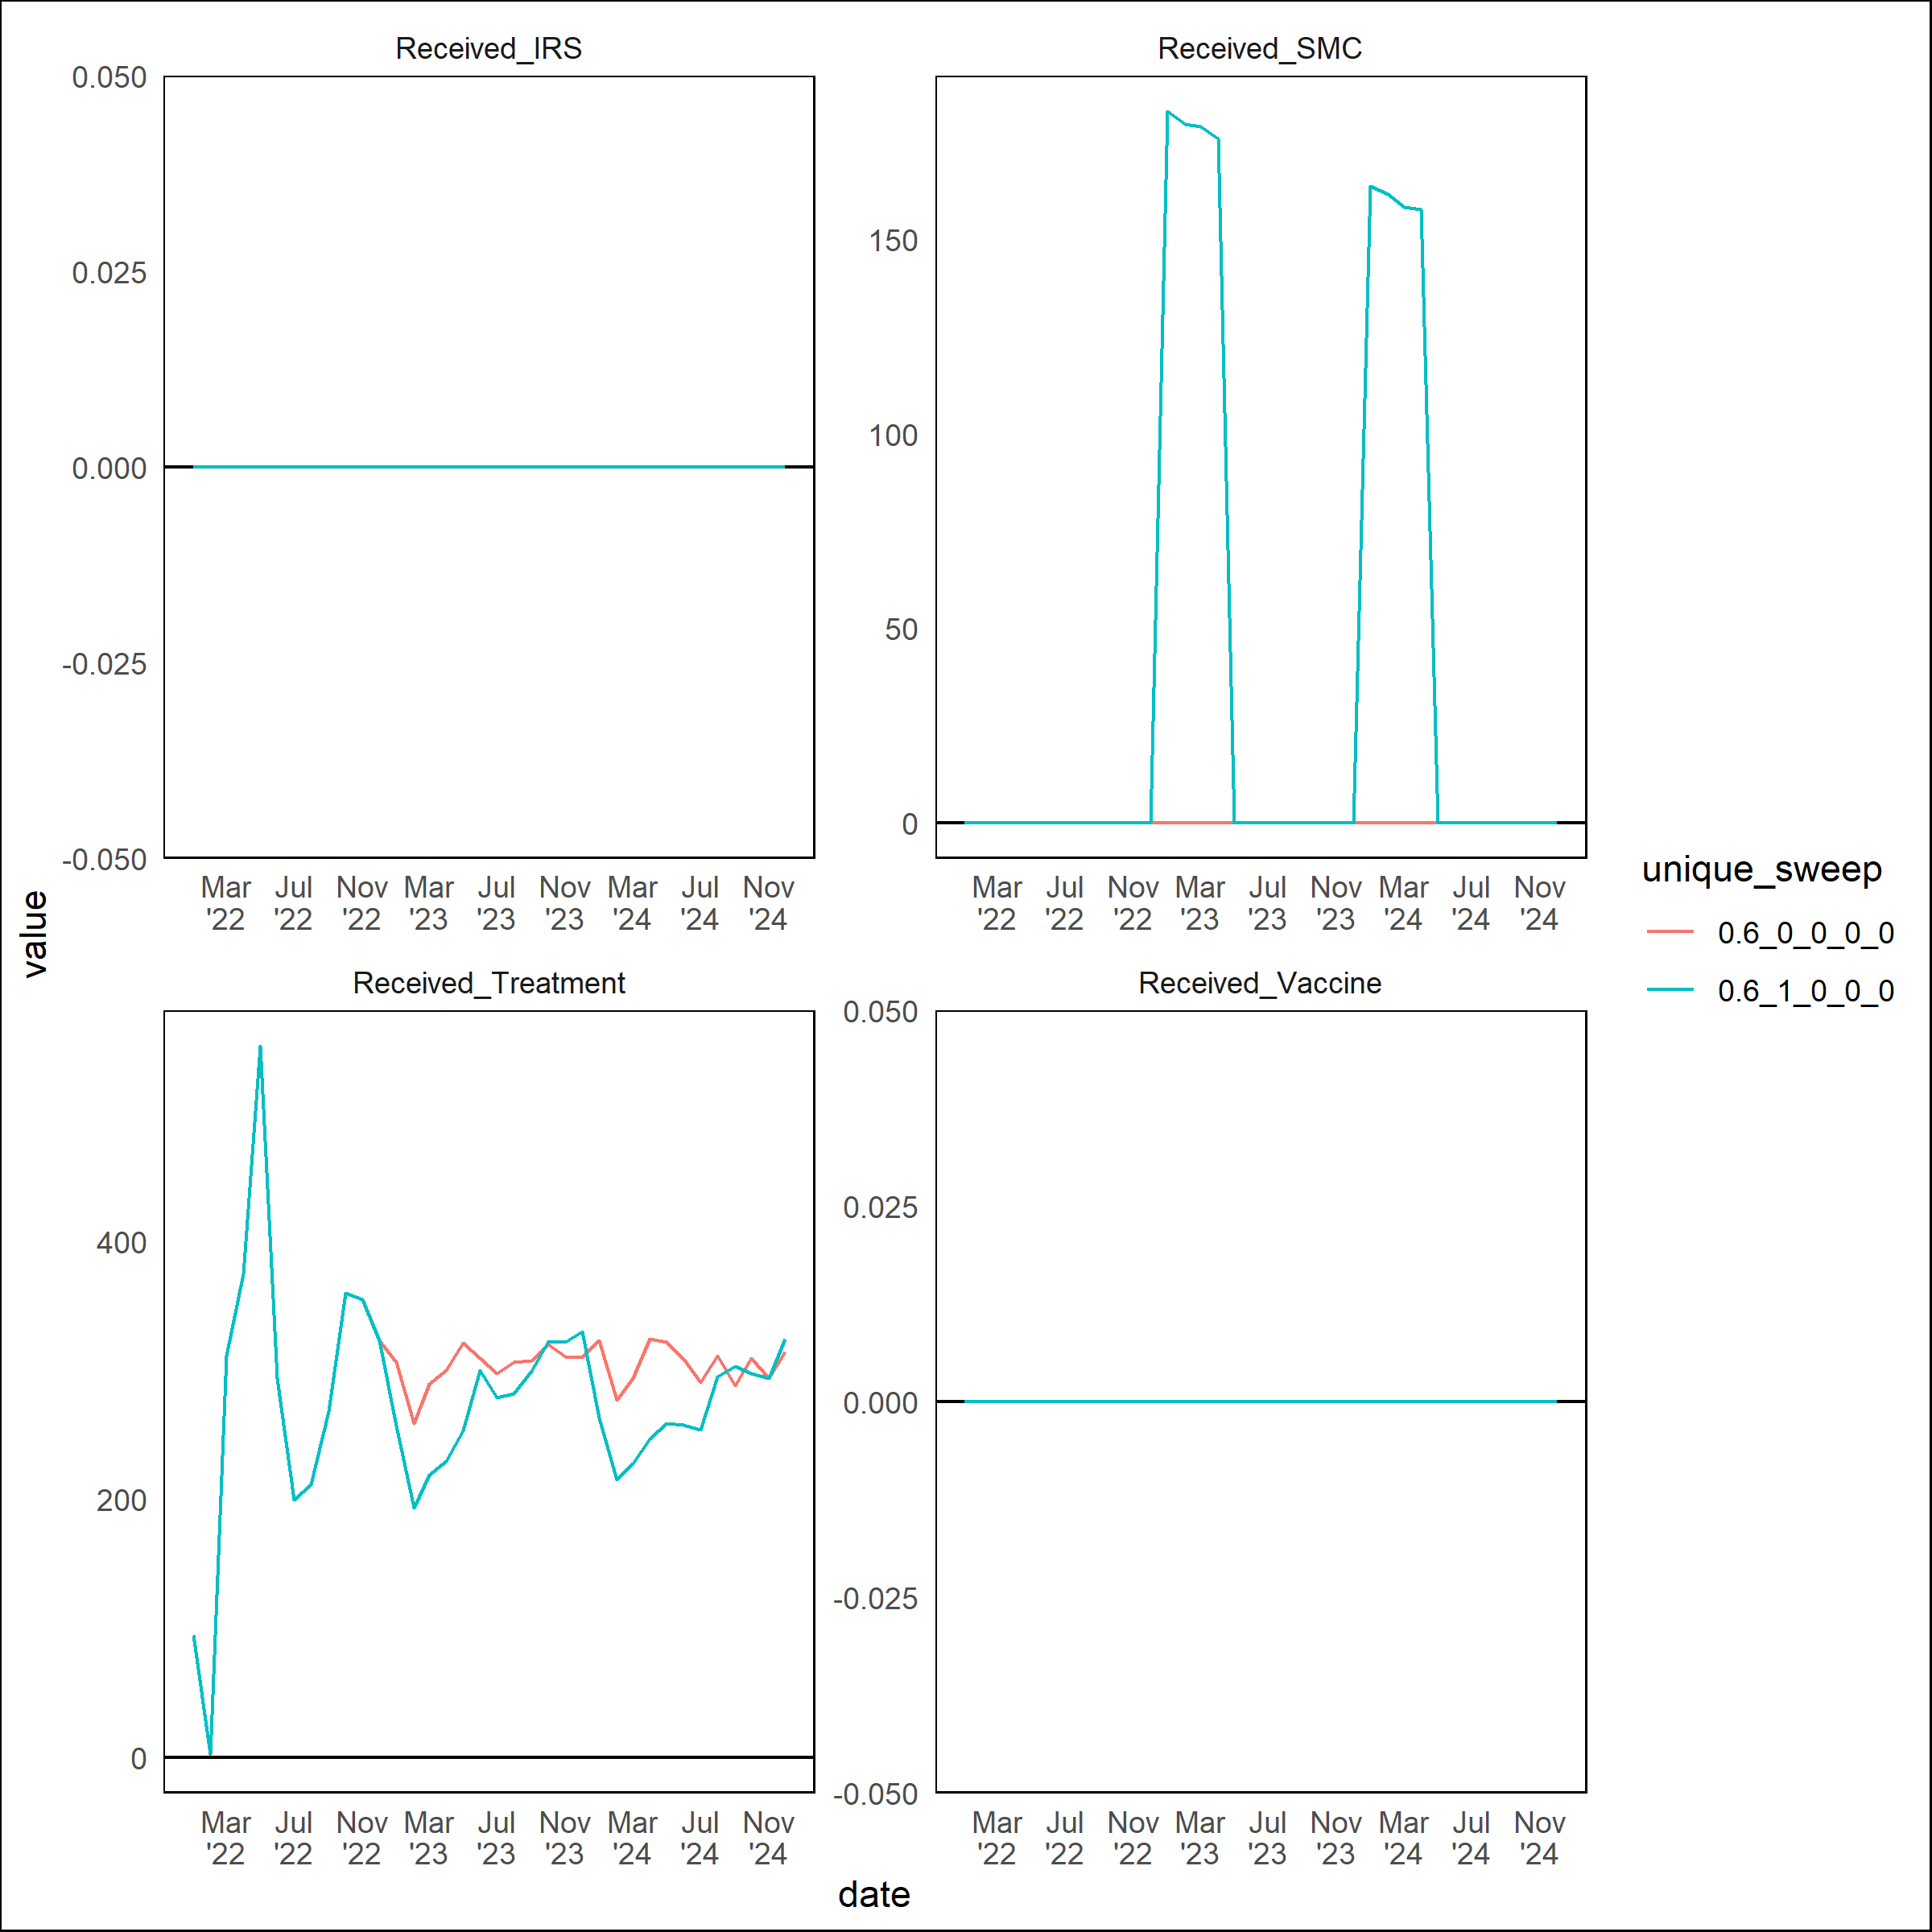 Received_IRS
0.050
0.025
0.000
-0.025
-0.050
Mar Jul Nov Mar Jul Nov Mar Jul Nov
'22 '22 '22 '23 '23 '23 '24 '24 '24
Received_SMC
150
100
50
0
Mar Jul Nov Mar Jul Nov Mar Jul Nov
'22 '22 '22 '23 '23 '23 '24 '24 '24
value
Received_Treatment
400
200
0
Mar Jul Nov Mar Jul Nov Mar Jul Nov
'22 '22 '22 '23 '23 '23 '24 '24 '24
Received_Vaccine
0.050
0.025
0.000
-0.025
-0.050
Mar Jul Nov Mar Jul Nov Mar Jul Nov
'22 '22 '22 '23 '23 '23 '24 '24 '24
date
unique_sweep
0.6_0_0_0_0
0.6_1_0_0_0